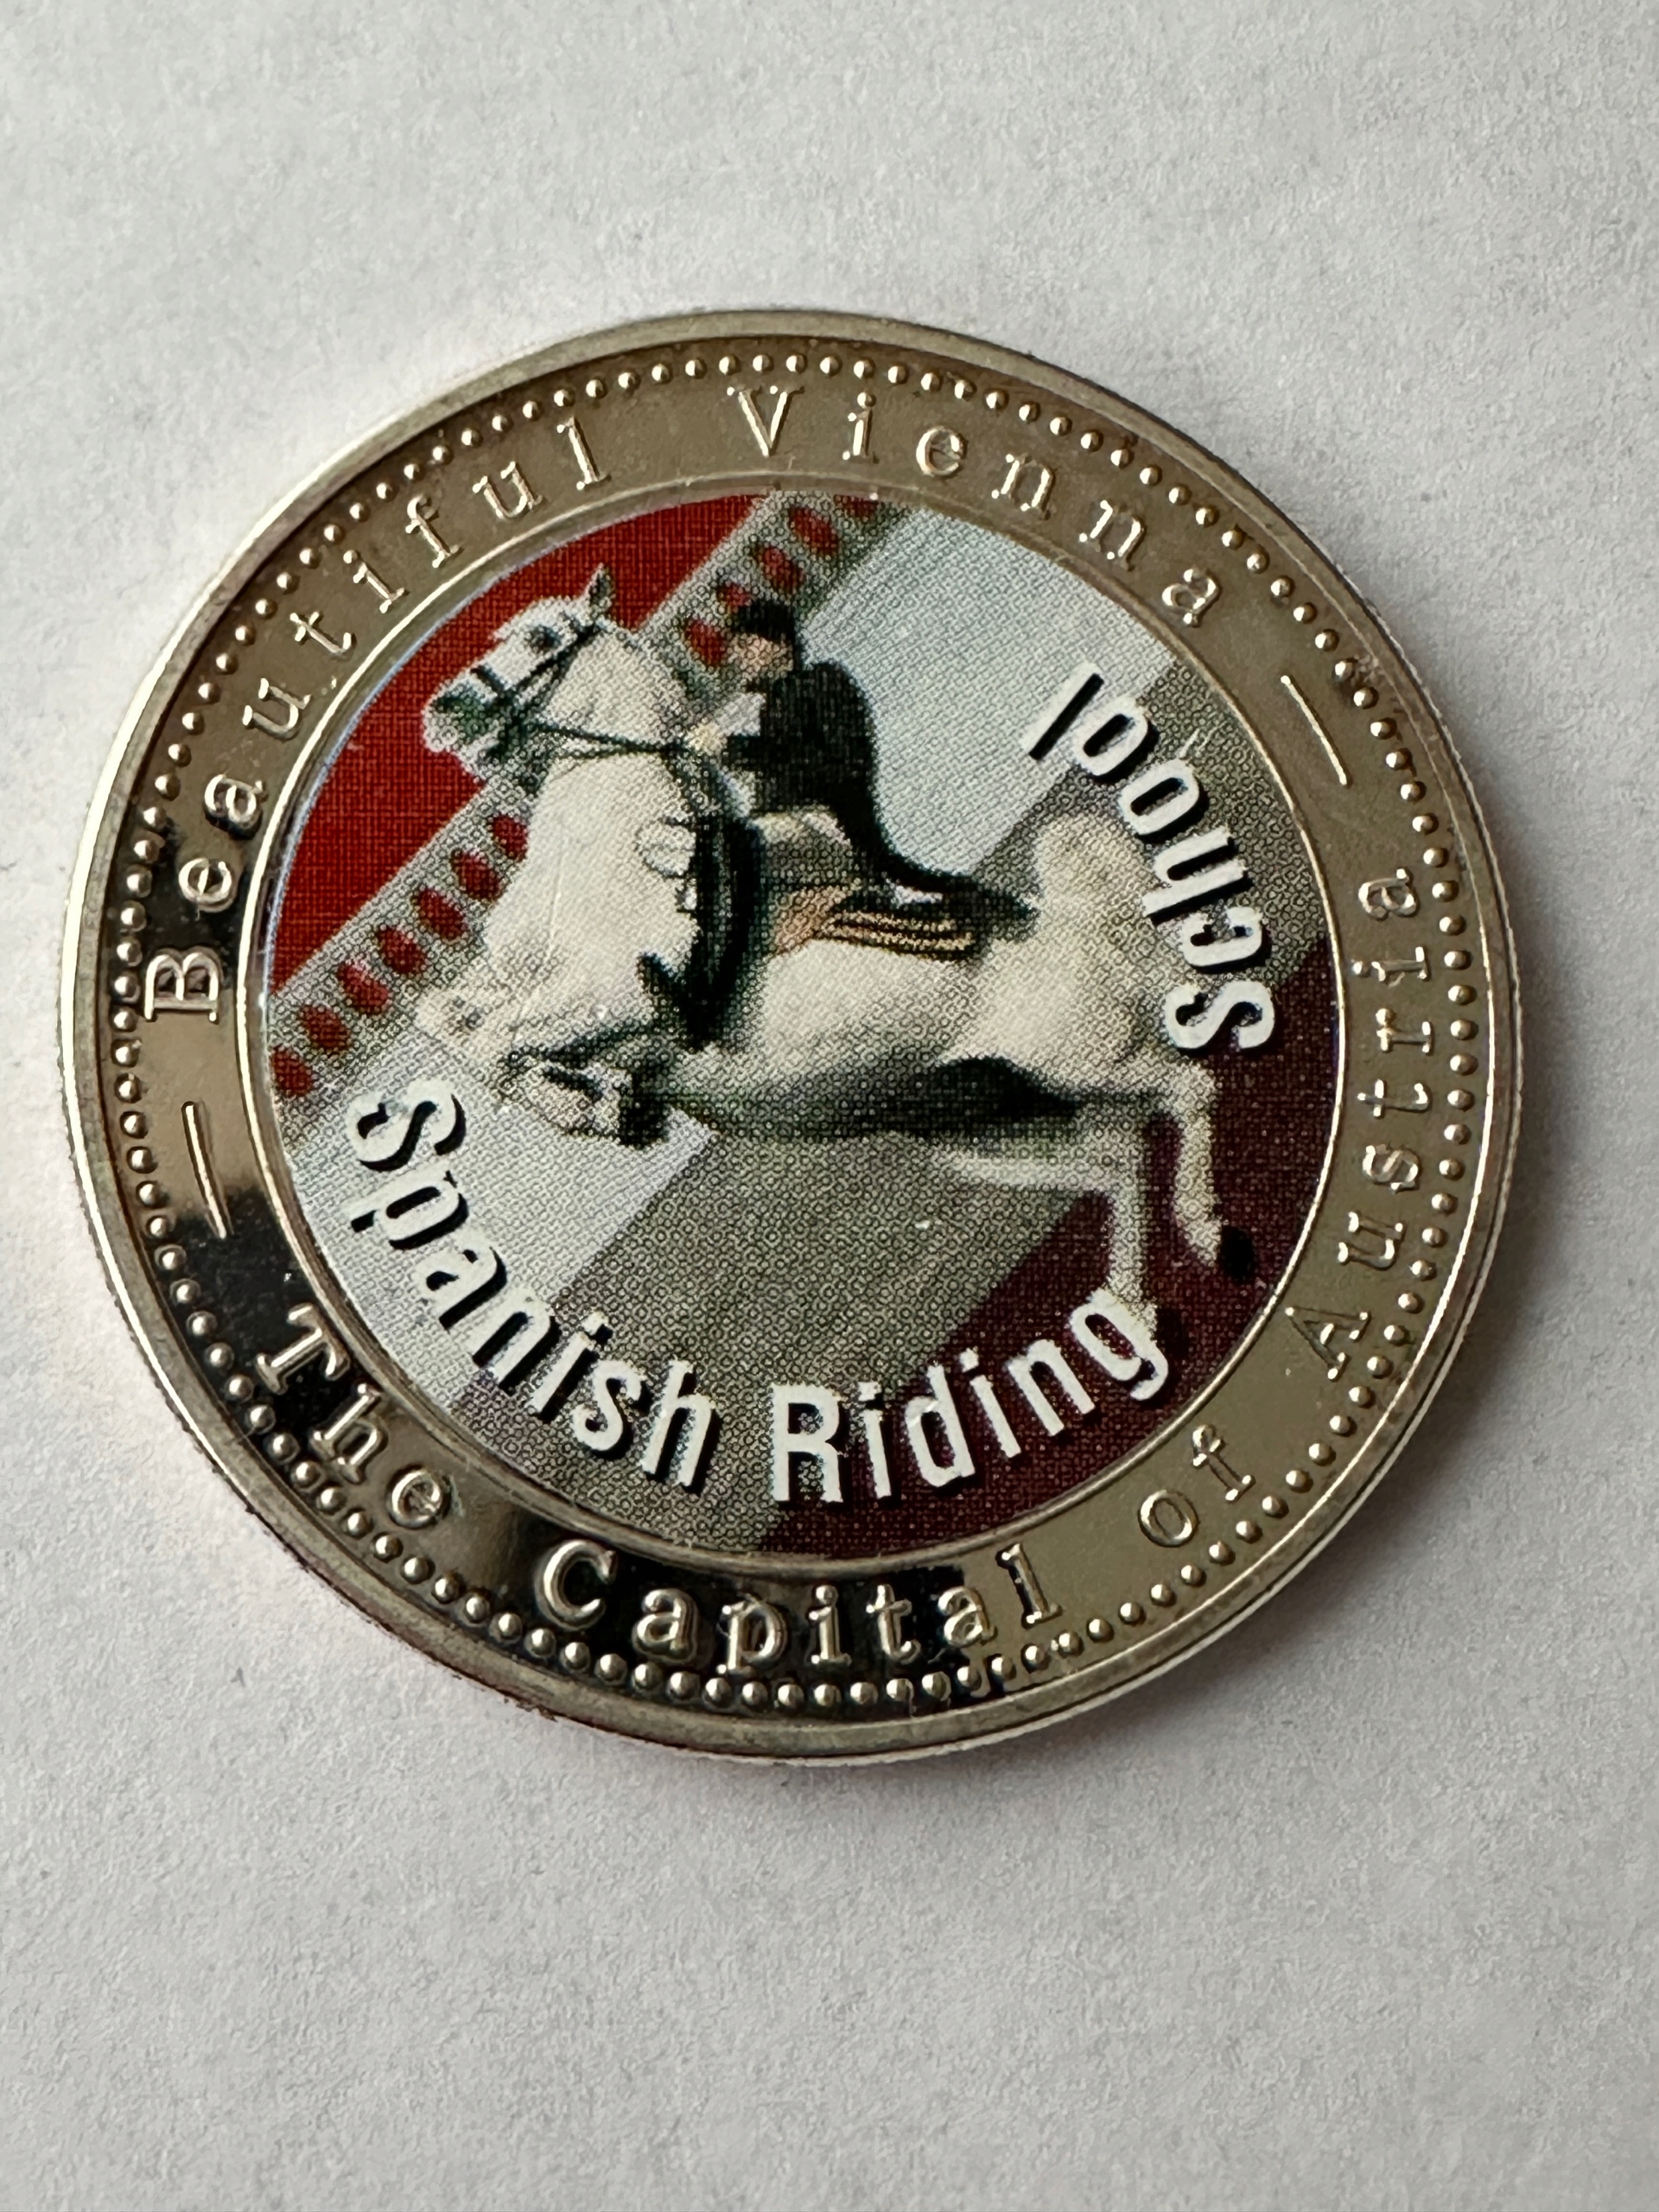 — Beautiful Vienna —
The Capital of Austria
Spanish Riding School